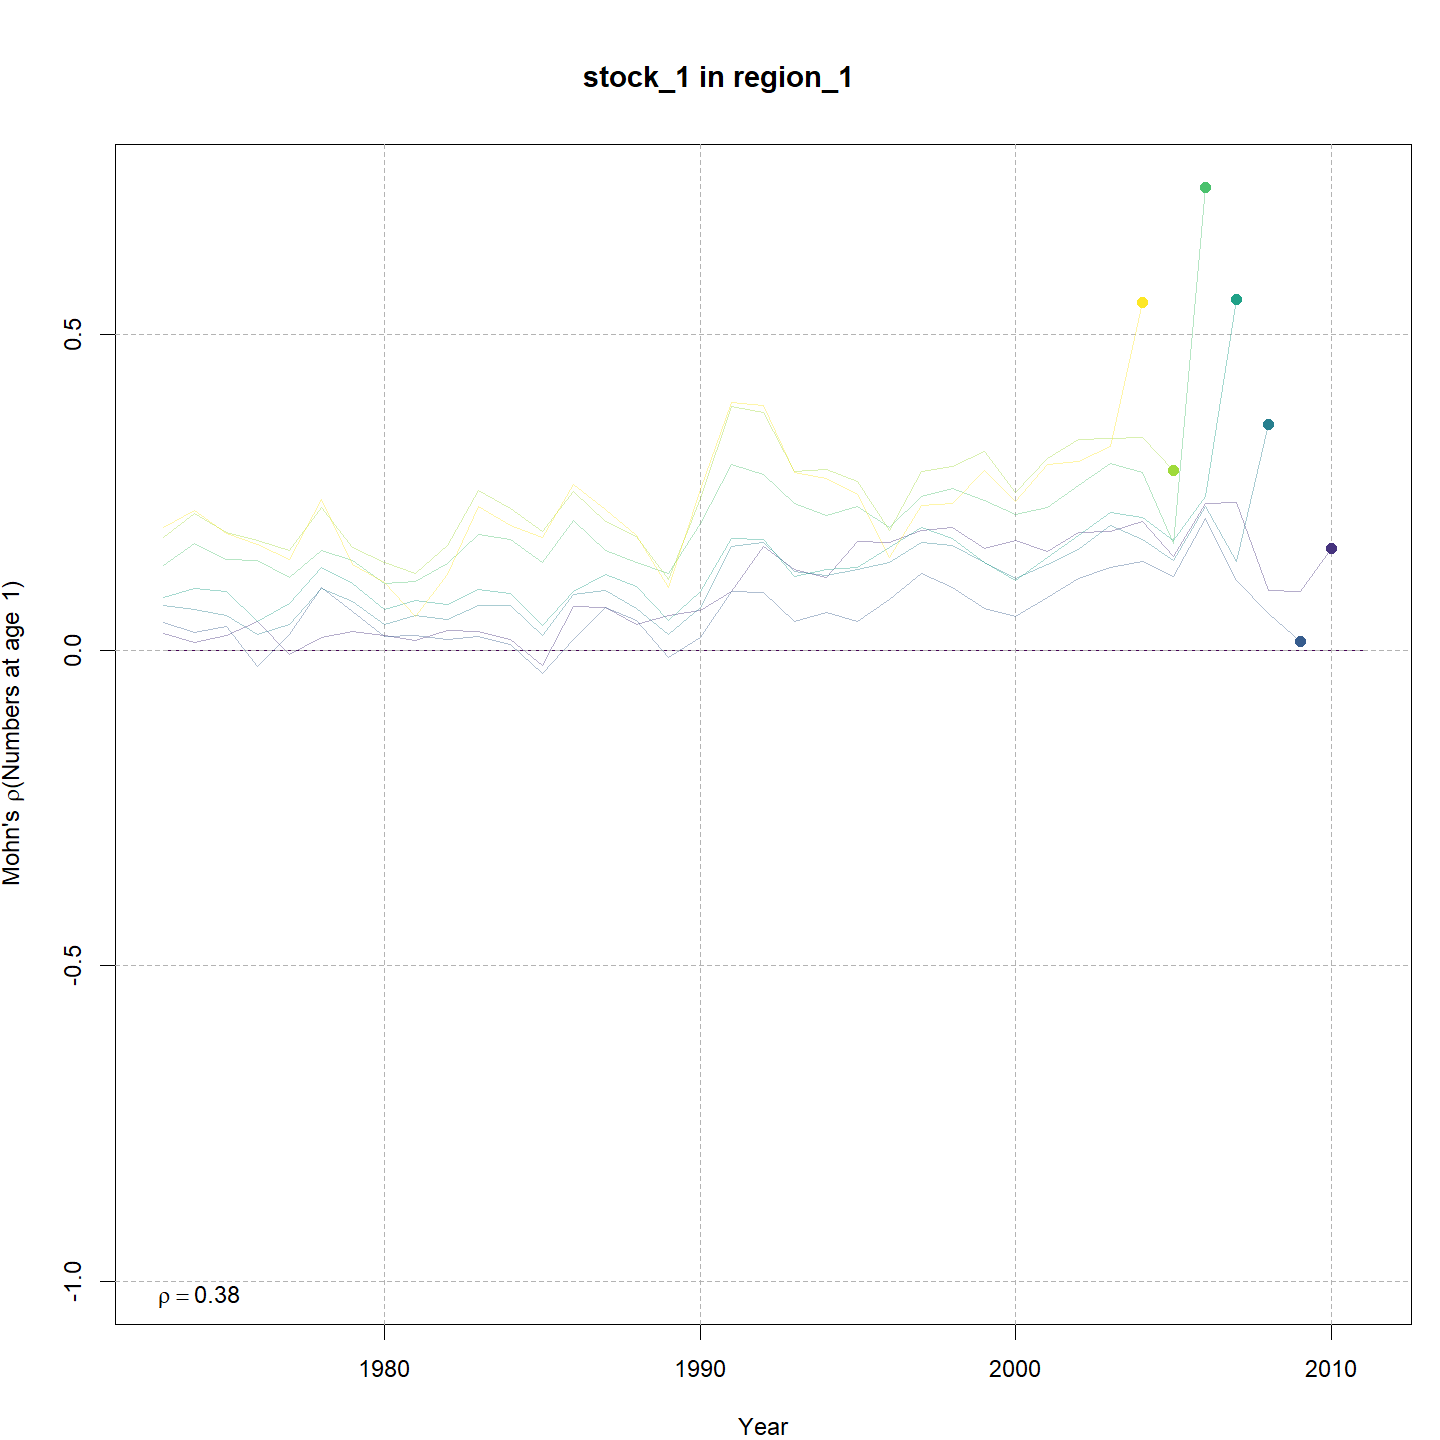 stock_1 in region_1
Mohn's ρ(Numbers at age 1)
0.5
0.0
-0.5
-1.0
ρ = 0.38
1980 1990 2000 2010
Year